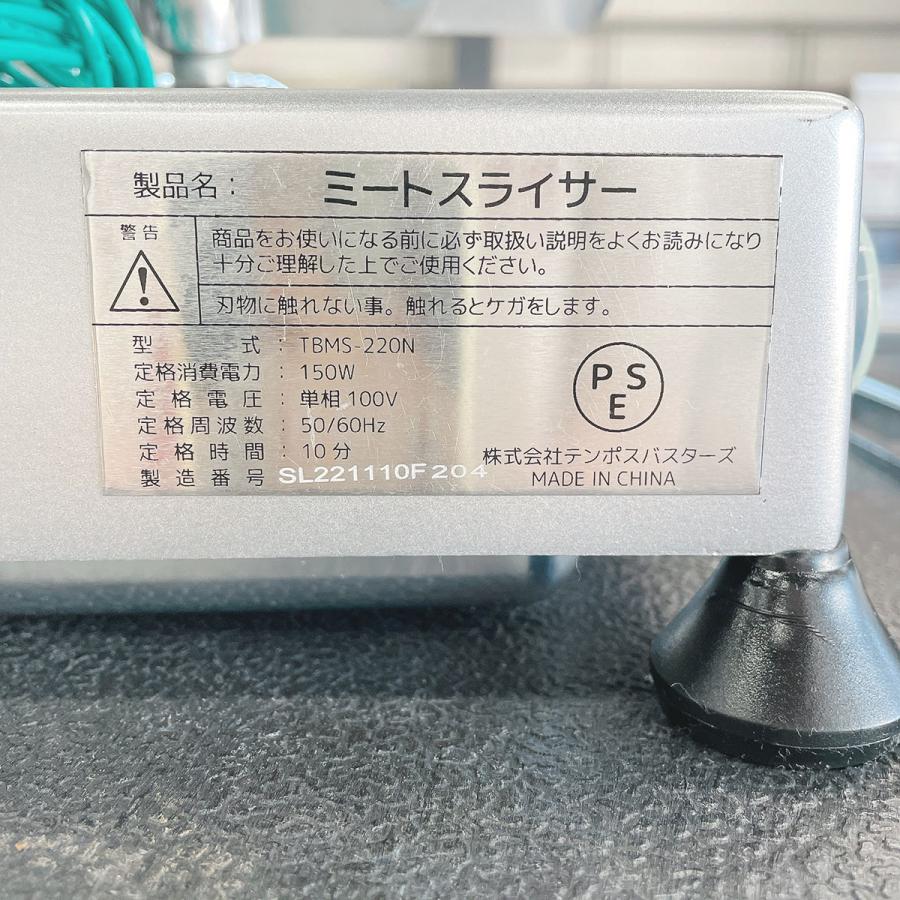 製品名： ミートスライサー
警告
商品をお使いになる前に必ず取扱い説明をよくお読みになり
十分ご理解した上でご使用ください。
刃物に触れない事。触れるとケガをします。
型式：TBMS-220N
定格消費電力：150W
定格電圧：単相100V
定格周波数：50/60Hz
定格時間：10分
製造番号 SL221110F204
PSE
株式会社テンポスバスターズ
MADE IN CHINA